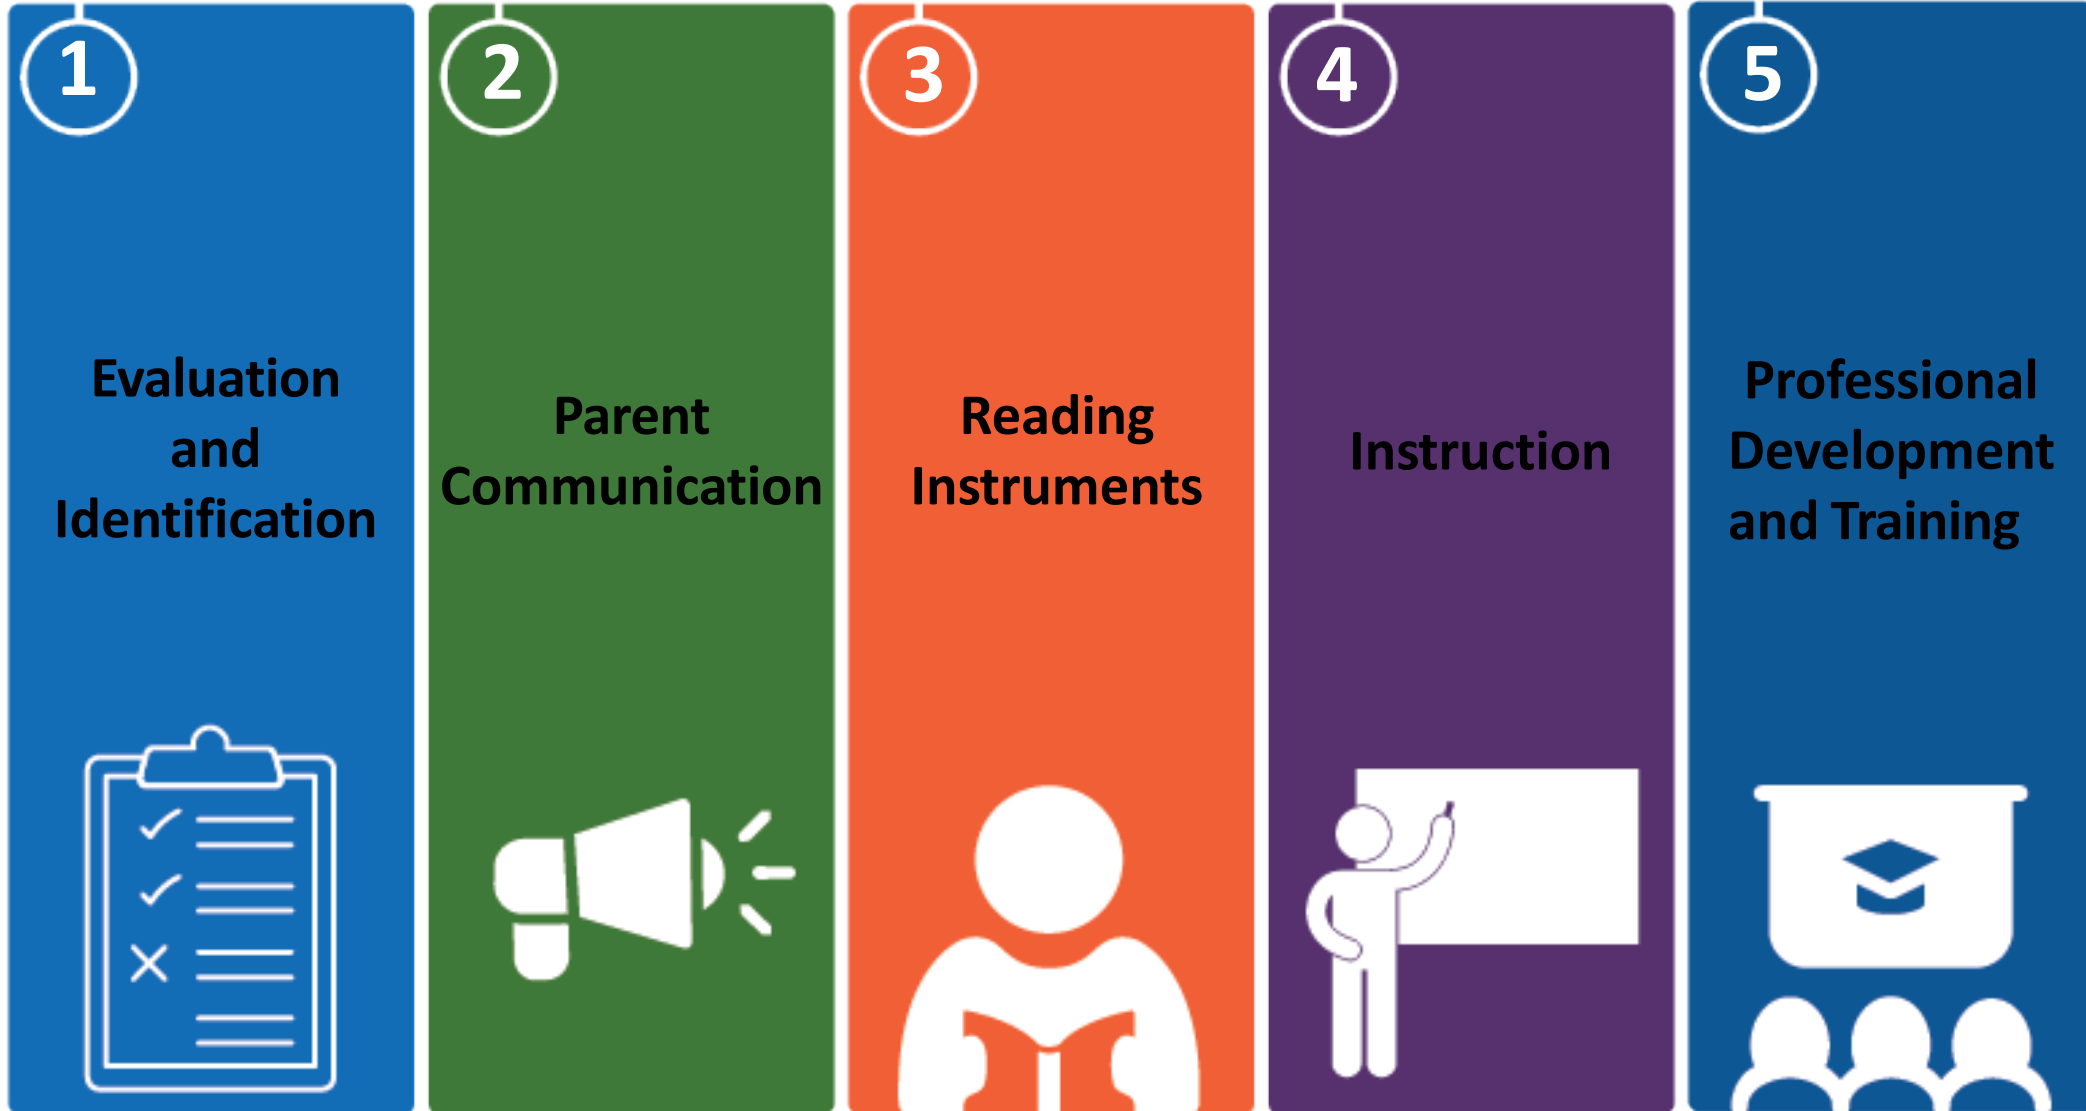 1
Evaluation
and
Identification
2
Parent
Communication
3
Reading
Instruments
4
Instruction
5
Professional
Development
and Training